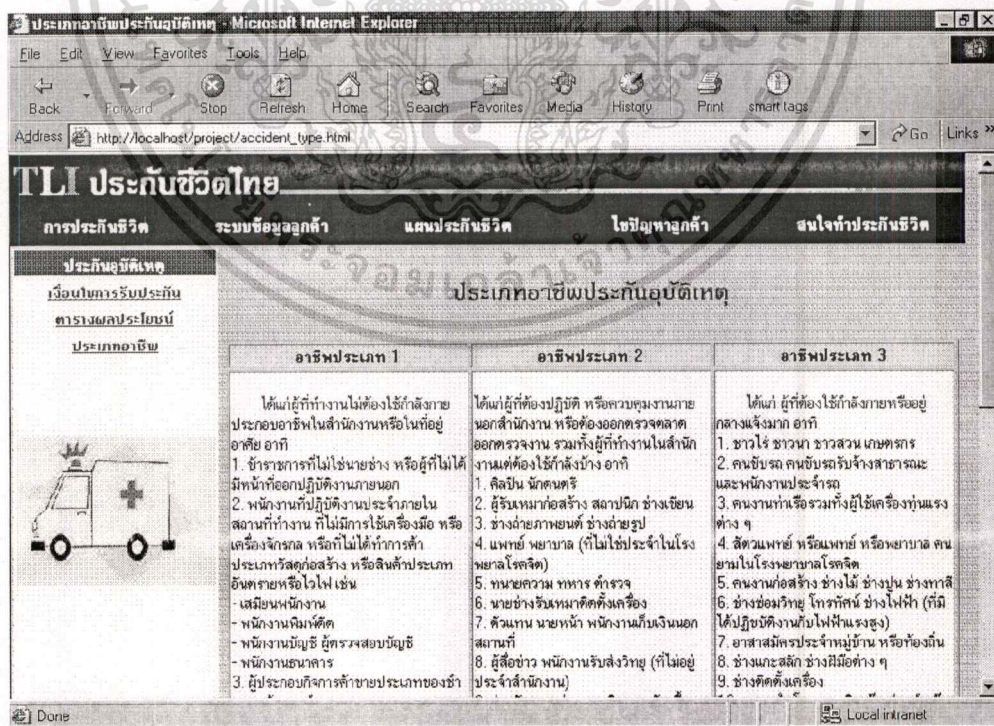 ประเภทอาชีพประกันอุบัติเหตุ - Microsoft Internet Explorer
File Edit View Favorites Tools Help
Back Forward Stop Refresh Home Search Favorites Media History Print smart tags
Address http://localhost/project/accident_type.html Go Links »
TLI ประกันชีวิตไทย
การประกันชีวิต ระบบข้อมูลลูกค้า แผนประกันชีวิต ไขปัญหาลูกค้า สนใจทำประกันชีวิต
ประกันอุบัติเหตุ
เงื่อนไขการรับประกัน
ตารางผลประโยชน์
ประเภทอาชีพ
ประเภทอาชีพประกันอุบัติเหตุ
อาชีพประเภท 1
ได้แก่ผู้ที่ทำงานไม่ต้องใช้กำลังกาย
ประกอบอาชีพในสำนักงานหรือในที่อยู่
อาศัย อาทิ
1. ข้าราชการที่ไม่ใช่นายช่าง หรือผู้ที่ไม่ได้
มีหน้าที่ออกปฏิบัติงานภายนอก
2. พนักงานที่ปฏิบัติงานประจำภายใน
สถานที่ทำงาน ที่ไม่มีการใช้เครื่องมือ หรือ
เครื่องจักรกล หรือที่ไม่ได้ทำการค้า
ประเภทวัสดุก่อสร้าง หรือสินค้าประเภท
อันตรายหรือไวไฟ เช่น
- เสมียนพนักงาน
- พนักงานพิมพ์ดีด
- พนักงานบัญชี ผู้ตรวจสอบบัญชี
- พนักงานธนาคาร
3. ผู้ประกอบกิจการค้าขายประเภทของชำ
อาชีพประเภท 2
ได้แก่ผู้ที่ต้องปฏิบัติ หรือควบคุมงานภาย
นอกสำนักงาน หรือต้องออกตรวจตลาด
ออกตรวจงาน รวมทั้งผู้ที่ทำงานในสำนัก
งานแต่ต้องใช้กำลังบ้าง อาทิ
1. ศิลปิน นักดนตรี
2. ผู้รับเหมาก่อสร้าง สถาปนิก ช่างเขียน
3. ช่างถ่ายภาพยนต์ ช่างถ่ายรูป
4. แพทย์ พยาบาล (ที่ไม่ใช่ประจำในโรง
พยาลโรคจิต)
5. ทนายความ ทหาร ตำรวจ
6. นายช่างรับเหมาติดตั้งเครื่อง
7. ตัวแทน นายหน้า พนักงานเก็บเงินนอก
สถานที่
8. ผู้สื่อข่าว พนักงานรับส่งวิทยุ (ที่ไม่อยู่
ประจำสำนักงาน)
อาชีพประเภท 3
ได้แก่ ผู้ที่ต้องใช้กำลังกายหรืออยู่
กลางแจ้งมาก อาทิ
1. ชาวไร่ ชาวนา ชาวสวน เกษตรกร
2. คนขับรถ คนขับรถรับจ้างสาธารณะ
และพนักงานประจำรถ
3. คนงานท่าเรือรวมทั้งผู้ใช้เครื่องทุ่นแรง
ต่าง ๆ
4. สัตวแพทย์ หรือแพทย์ หรือพยาบาล คน
ยามในโรงพยาบาลโรคจิต
5. คนงานก่อสร้าง ช่างไม้ ช่างปูน ช่างทาสี
6. ช่างซ่อมวิทยุ โทรทัศน์ ช่างไฟฟ้า (ที่มิ
ได้ปฏิบัติงานกับไฟฟ้าแรงสูง)
7. อาสาสมัครประจำหมู่บ้าน หรือท้องถิ่น
8. ช่างแกะสลัก ช่างฝีมือต่าง ๆ
9. ช่างติดตั้งเครื่อง
Done Local intranet